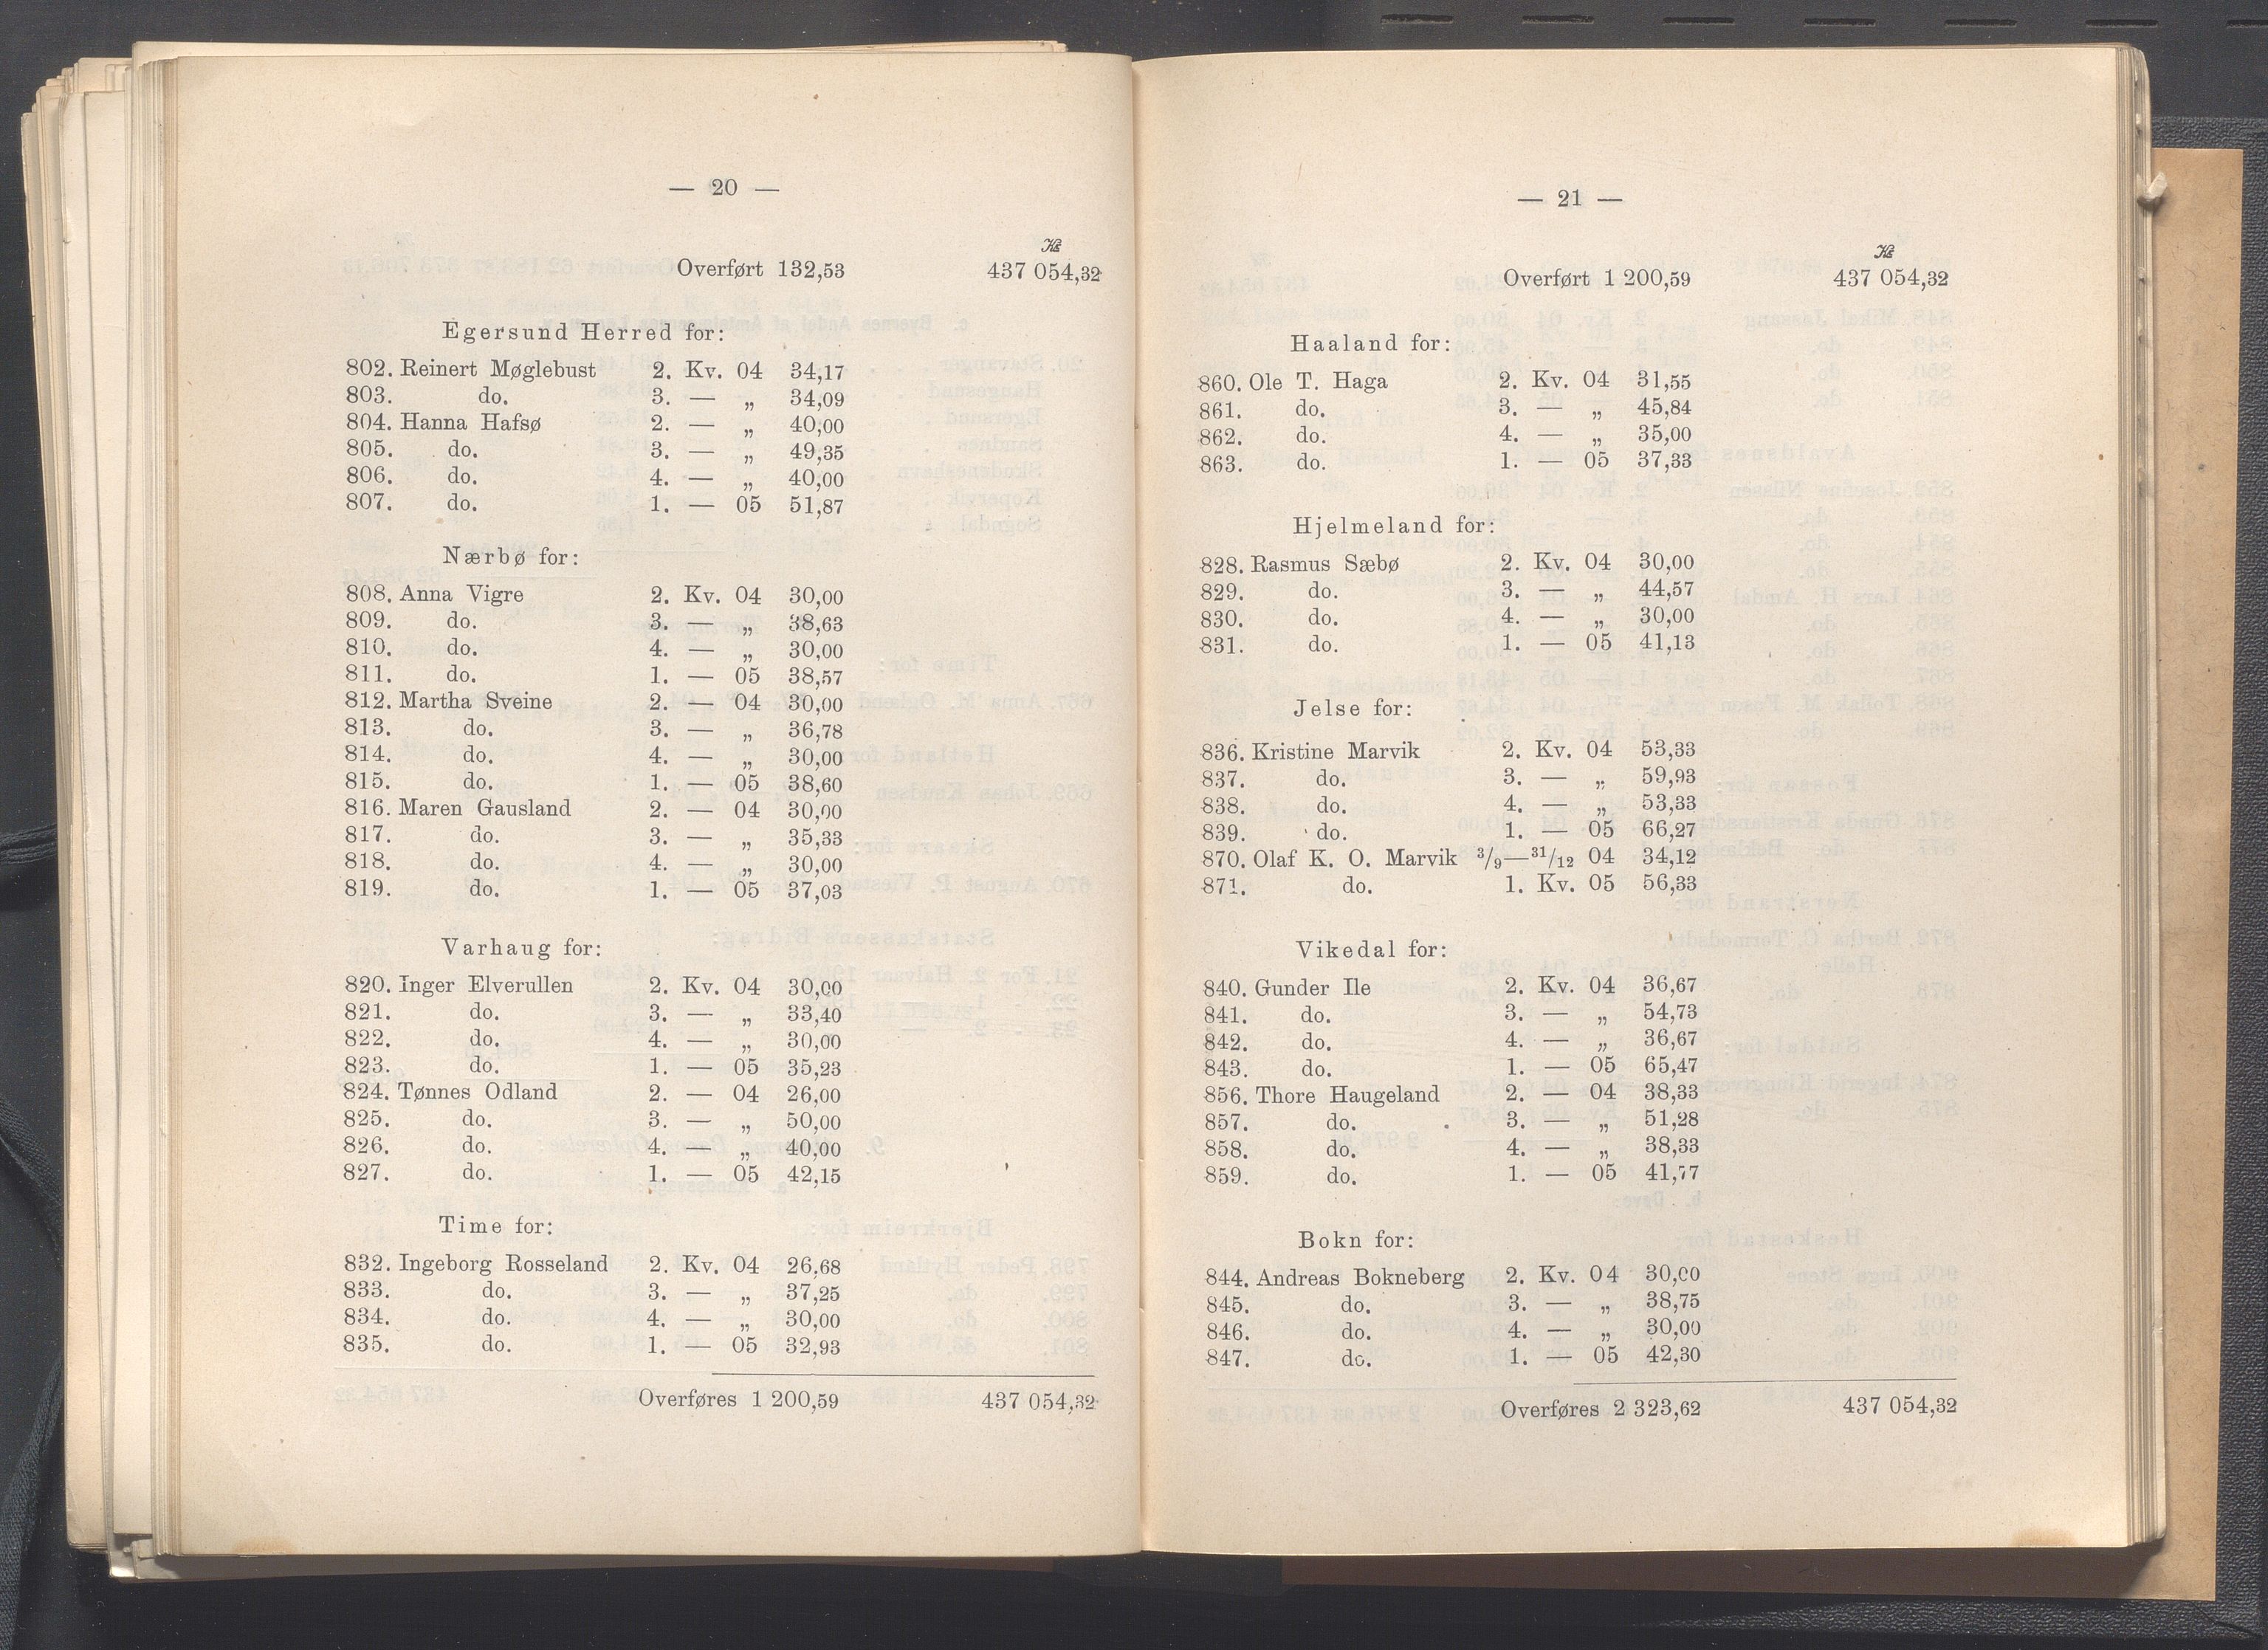 — 20 —
Kr.
Overført 132,53 437 054,32
Egersund Herred for:
802. Reinert Møglebust 2. Kv. 04 34,17
803. do. 3. — „ 34,09
804. Hanna Hafsø 2. — „ 40,00
805. do. 3. — „ 49,35
806. do. 4. — „ 40,00
807. do. 1. — 05 51,87
Nærbø for:
808. Anna Vigre 2. Kv. 04 30,00
809. do. 3. — „ 38,63
810. do. 4. — „ 30,00
811. do. 1. — 05 38,57
812. Martha Sveine 2. — 04 30,00
813. do. 3. — „ 36,78
814. do. 4. — „ 30,00
815. do. 1. — 05 38,60
816. Maren Gausland 2. — 04 30,00
817. do. 3. — „ 35,33
818. do. 4. — „ 30,00
819. do. 1. — 05 37,03
Varhaug for:
820. Inger Elverullen 2. Kv. 04 30,00
821. do. 3. — „ 33,40
822. do. 4. — „ 30,00
823. do. 1. — 05 35,23
824. Tønnes Odland 2. — 04 26,00
825. do. 3. — „ 50,00
826. do. 4. — „ 40,00
827. do. 1. — 05 42,15
Time for:
832. Ingeborg Rosseland 2. Kv. 04 26,68
833. do. 3. — „ 37,25
834. do. 4. — „ 30,00
835. do. 1. — 05 32,93
Overføres 1 200,59 437 054,32
— 21 —
Kr.
Overført 1 200,59 437 054,32
Haaland for:
860. Ole T. Haga 2. Kv. 04 31,55
861. do. 3. — „ 45,84
862. do. 4. — „ 35,00
863. do. 1. — 05 37,33
Hjelmeland for:
828. Rasmus Sæbø 2. Kv. 04 30,00
829. do. 3. — „ 44,57
830. do. 4. — „ 30,00
831. do. 1. — 05 41,13
Jelse for:
836. Kristine Marvik 2. Kv. 04 53,33
837. do. 3. — „ 59,93
838. do. 4. — „ 53,33
839. do. 1. — 05 66,27
870. Olaf K. O. Marvik 3/9—31/12 04 34,12
871. do. 1. Kv. 05 56,33
Vikedal for:
840. Gunder Ile 2. Kv. 04 36,67
841. do. 3. — „ 54,73
842. do. 4. — „ 36,67
843. do. 1. — 05 65,47
856. Thore Haugeland 2. — 04 38,33
857. do. 3. — „ 51,28
858. do. 4. — „ 38,33
859. do. 1. — 05 41,77
Bokn for:
844. Andreas Bokneberg 2. Kv. 04 30,00
845. do. 3. — „ 38,75
846. do. 4. — „ 30,00
847. do. 1. — 05 42,30
Overføres 2 323,62 437 054,32